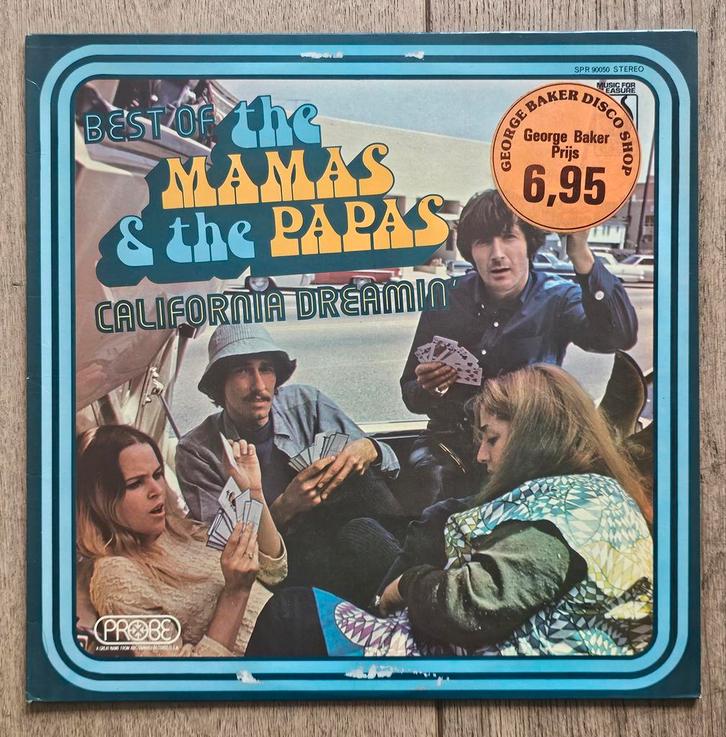 SPR 90050 STEREO
MUSIC FOR
PLEASURE
GEORGE BAKER DISCO SHOP
George Baker
Prijs
6,95
BEST OF the
MAMAS
& the PAPAS
CALIFORNIA DREAMIN'
PROBE